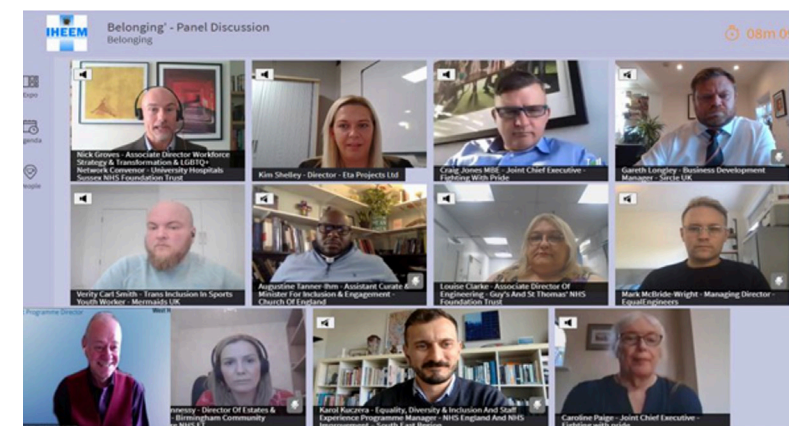 IHEEM
Belonging' - Panel Discussion
Belonging
08m 0
Expo
genda
eople
Nick Groves - Associate Director Workforce
Strategy & Transformation & LGBTQ+
Network Convenor - University Hospitals
Sussex NHS Foundation Trust
Kim Shelley - Director - Eta Projects Ltd
Craig Jones MBE - Joint Chief Executive -
Fighting With Pride
Gareth Longley - Business Development
Manager - Sircle UK
Verity Carl Smith - Trans Inclusion In Sports
Youth Worker - Mermaids UK
Augustine Tanner-Ihm - Assistant Curate &
Minister For Inclusion & Engagement -
Church Of England
Louise Clarke - Associate Director Of
Engineering - Guy's And St Thomas' NHS
Foundation Trust
Mark McBride-Wright - Managing Director -
EqualEngineers
Programme Director
nnessy - Director Of Estates &
- Birmingham Community
Karol Kuczera - Equality, Diversity & Inclusion And Staff
Experience Programme Manager - NHS England And NHS
Improvement - South East Region
Caroline Paige - Joint Chief Executive -
Fighting with pride